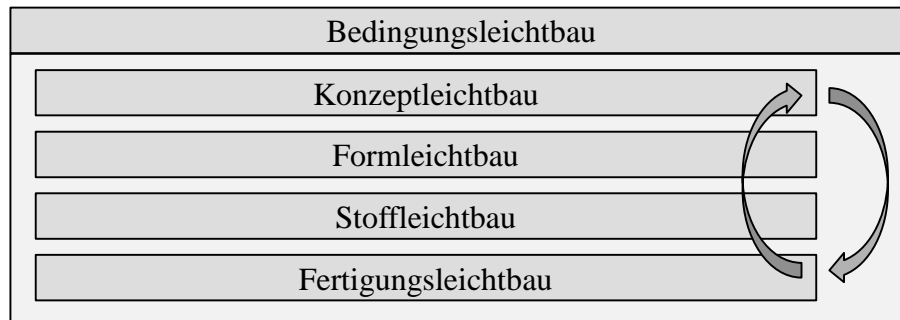 Bedingungsleichtbau
Konzeptleichtbau
Formleichtbau
Stoffleichtbau
Fertigungsleichtbau